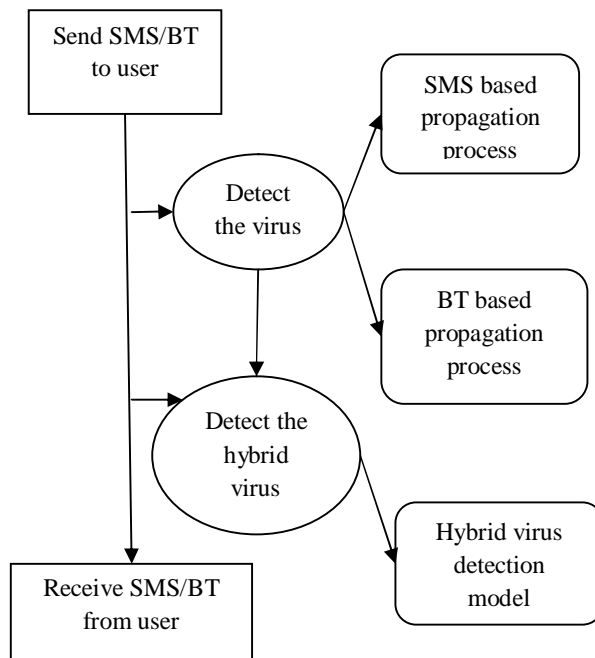 Send SMS/BT
to user
SMS based
propagation
process
Detect
the virus
BT based
propagation
process
Detect the
hybrid
virus
Hybrid virus
detection
model
Receive SMS/BT
from user